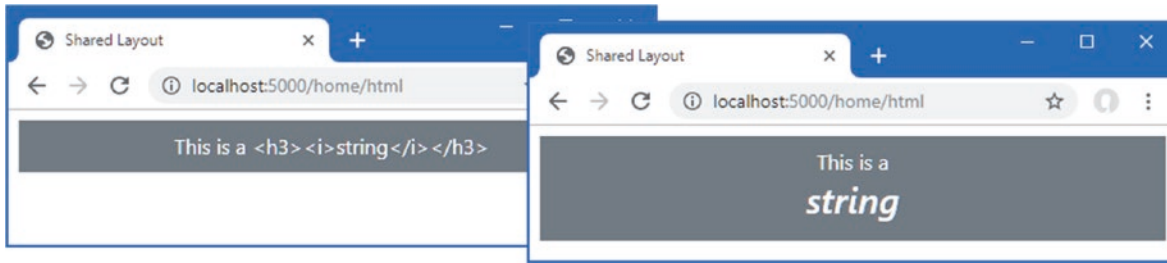 Shared Layout
localhost:5000/home/html
This is a <h3><i>string</i></h3>
Shared Layout
localhost:5000/home/html
This is a
string